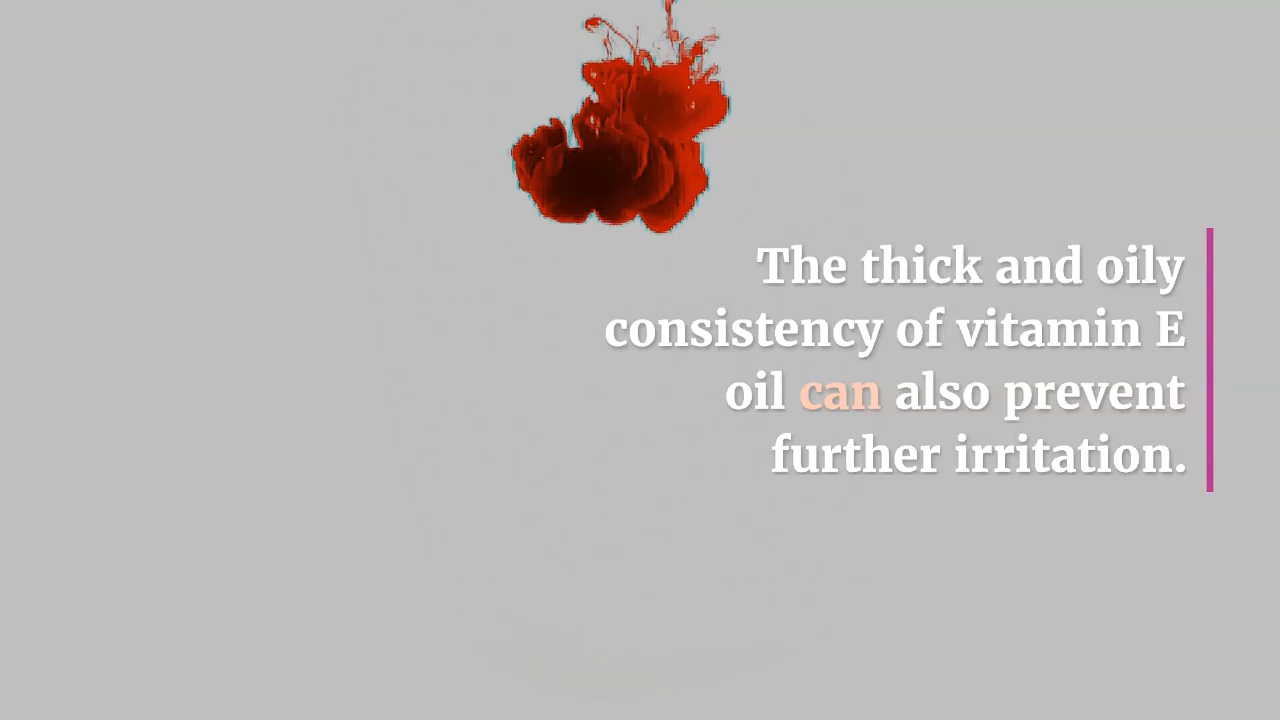 The thick and oily
consistency of vitamin E
oil can also prevent
further irritation.